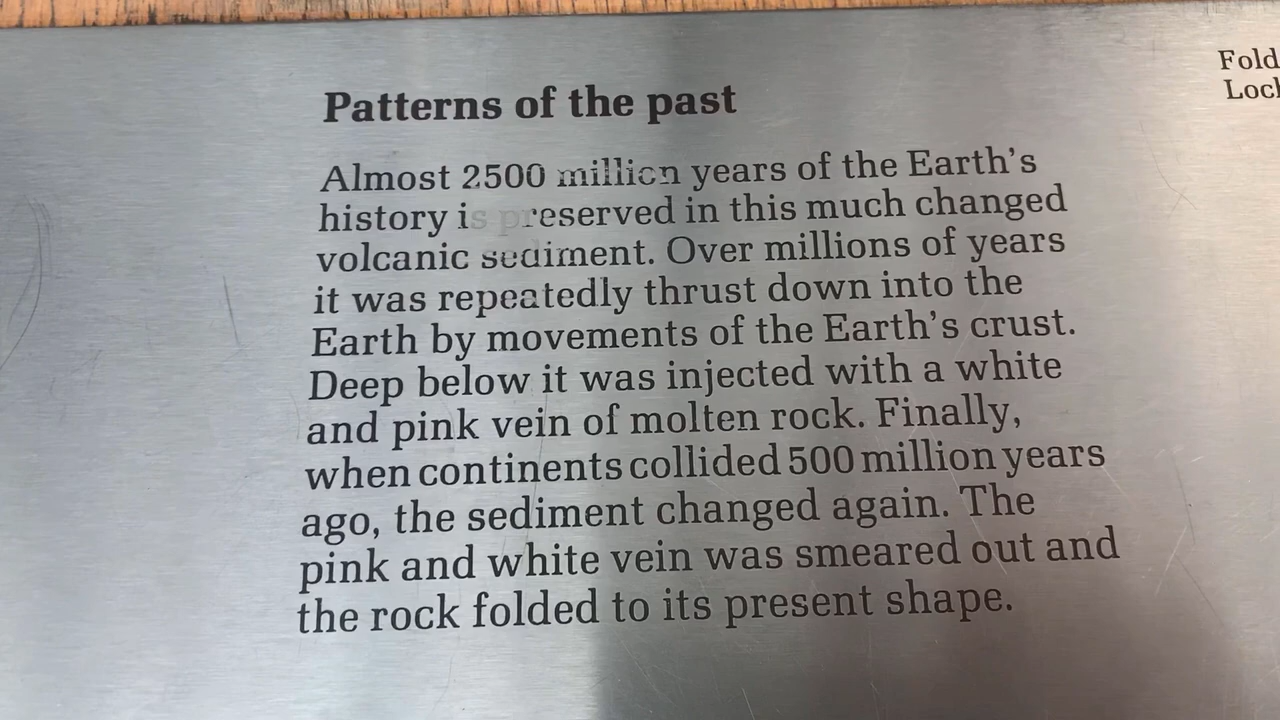 Patterns of the past
Almost 2500 million years of the Earth's
history is preserved in this much changed
volcanic sediment. Over millions of years
it was repeatedly thrust down into the
Earth by movements of the Earth's crust.
Deep below it was injected with a white
and pink vein of molten rock. Finally,
when continents collided 500 million years
ago, the sediment changed again. The
pink and white vein was smeared out and
the rock folded to its present shape.
Fold